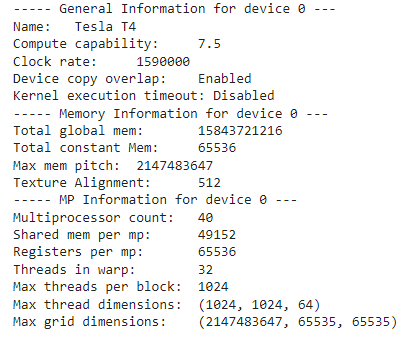 ----- General Information for device 0 ---
Name:   Tesla T4
Compute capability:     7.5
Clock rate:     1590000
Device copy overlap:    Enabled
Kernel execution timeout: Disabled
----- Memory Information for device 0 ---
Total global mem:       15843721216
Total constant Mem:     65536
Max mem pitch:  2147483647
Texture Alignment:      512
----- MP Information for device 0 ---
Multiprocessor count:   40
Shared mem per mp:      49152
Registers per mp:       65536
Threads in warp:        32
Max threads per block:  1024
Max thread dimensions:  (1024, 1024, 64)
Max grid dimensions:    (2147483647, 65535, 65535)